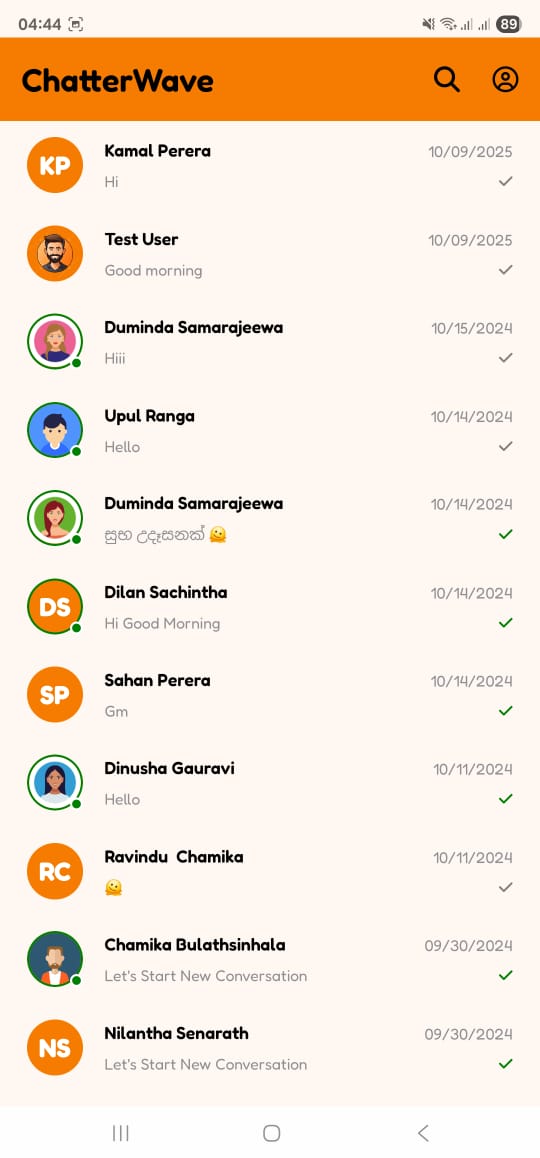 04:44 89
ChatterWave
KP Kamal Perera 10/09/2025
Hi
Test User 10/09/2025
Good morning
Duminda Samarajeewa 10/15/2024
Hiii
Upul Ranga 10/14/2024
Hello
Duminda Samarajeewa 10/14/2024
සුභ උදෑසනක් 🫠
DS Dilan Sachintha 10/14/2024
Hi Good Morning
SP Sahan Perera 10/14/2024
Gm
Dinusha Gauravi 10/11/2024
Hello
RC Ravindu  Chamika 10/11/2024
🫠
Chamika Bulathsinhala 09/30/2024
Let's Start New Conversation
NS Nilantha Senarath 09/30/2024
Let's Start New Conversation